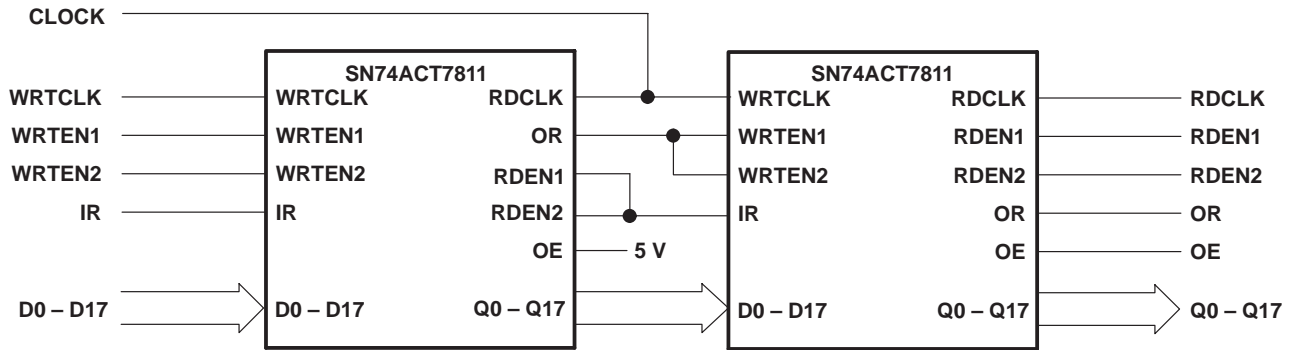 CLOCK
SN74ACT7811 SN74ACT7811
WRTCLK WRTCLK RDCLK WRTCLK RDCLK RDCLK
WRTEN1 WRTEN1 OR WRTEN1 RDEN1 RDEN1
WRTEN2 WRTEN2 RDEN1 WRTEN2 RDEN2 RDEN2
IR IR RDEN2 IR OR OR
OE 5 V OE OE
D0 – D17 D0 – D17 Q0 – Q17 D0 – D17 Q0 – Q17 Q0 – Q17